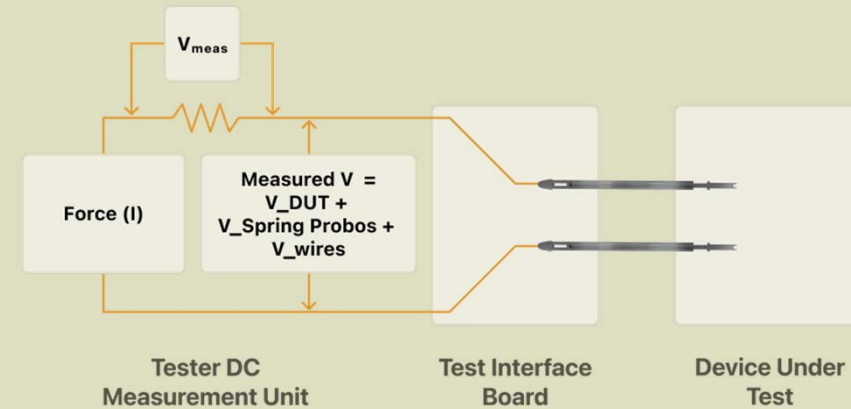 Vmeas
Force (I)
Measured V =
V_DUT +
V_Spring Probos +
V_wires
Tester DC
Measurement Unit
Test Interface
Board
Device Under
Test